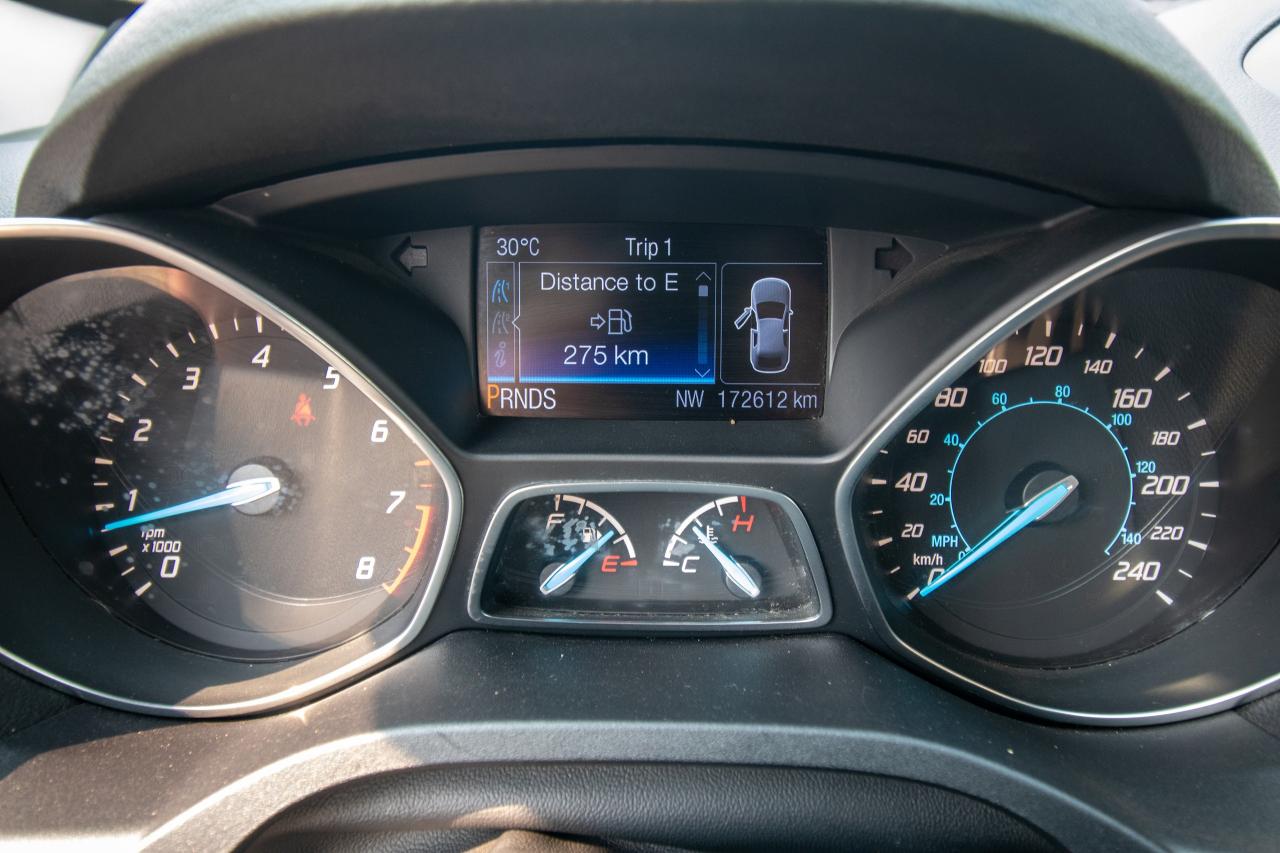 30°C Trip 1
Distance to E
275 km
PRNDS NW 172612 km
0 1 2 3 4 5 6 7 8
rpm
x1000
F E
C H
0 20 40 60 80 100 120 140 160 180 200 220 240
km/h
MPH
0 20 40 60 80 100 120 140